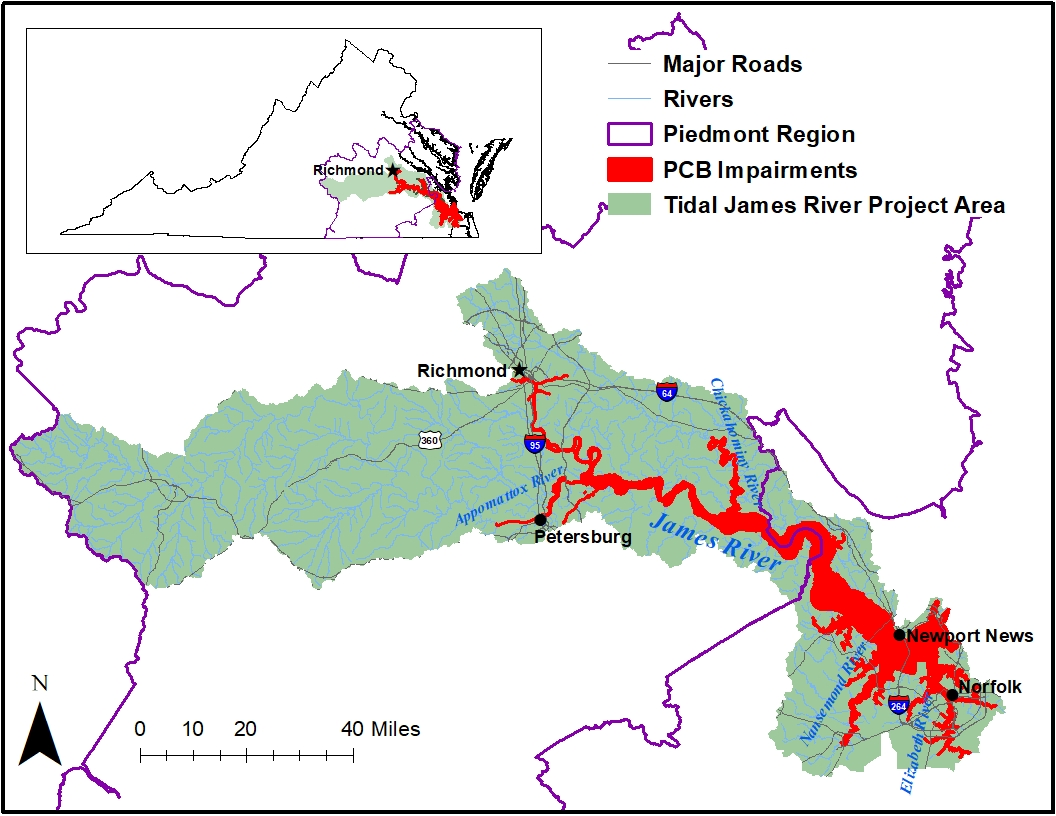 Richmond
Major Roads
Rivers
Piedmont Region
PCB Impairments
Tidal James River Project Area
Richmond
64
Chickahominy River
360
95
Appomattox River
James River
Petersburg
Newport News
Nansemond River
Norfolk
264
Elizabeth River
N
0 10 20 40 Miles